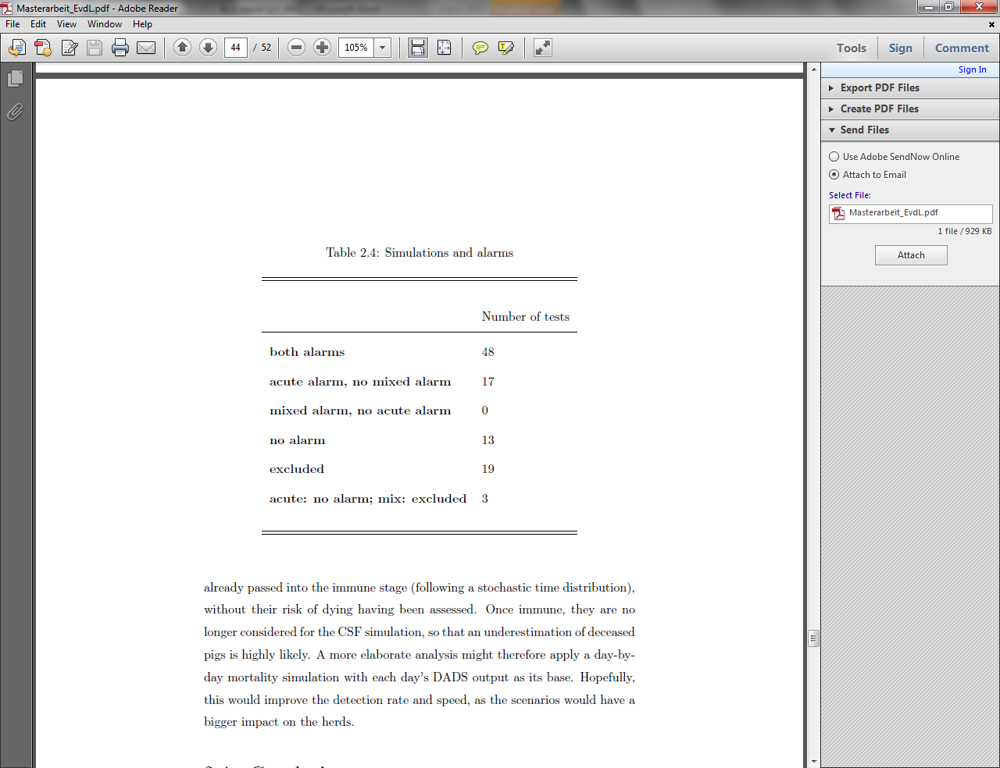 Masterarbeit_EvdL.pdf - Adobe Reader
File Edit View Window Help
44 / 52 105% Tools Sign Comment
Sign In
Export PDF Files
Create PDF Files
Send Files
Use Adobe SendNow Online
Attach to Email
Select File:
Masterarbeit_EvdL.pdf
1 file / 929 KB
Attach
Table 2.4: Simulations and alarms
Number of tests
both alarms 48
acute alarm, no mixed alarm 17
mixed alarm, no acute alarm 0
no alarm 13
excluded 19
acute: no alarm; mix: excluded 3
already passed into the immune stage (following a stochastic time distribution),
without their risk of dying having been assessed. Once immune, they are no
longer considered for the CSF simulation, so that an underestimation of deceased
pigs is highly likely. A more elaborate analysis might therefore apply a day-by-
day mortality simulation with each day's DADS output as its base. Hopefully,
this would improve the detection rate and speed, as the scenarios would have a
bigger impact on the herds.